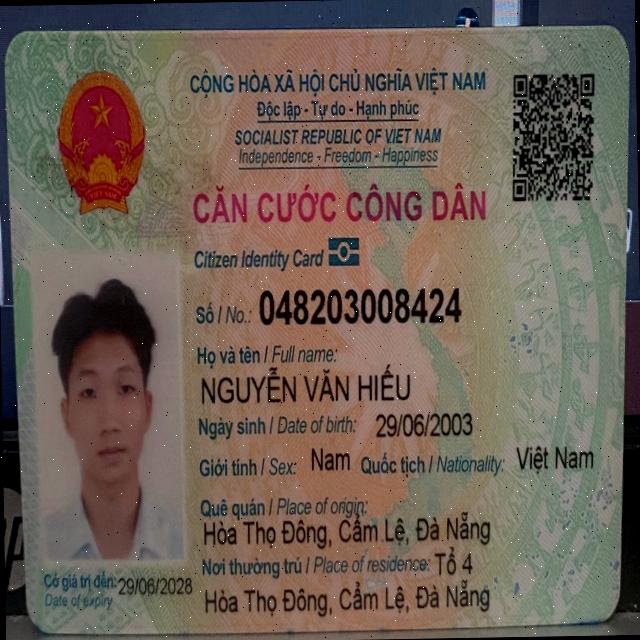 CỘNG HÒA XÃ HỘI CHỦ NGHĨA VIỆT NAM
Độc lập - Tự do - Hạnh phúc
SOCIALIST REPUBLIC OF VIET NAM
Independence - Freedom - Happiness
CĂN CƯỚC CÔNG DÂN
Citizen Identity Card
Số / No.: 048203008424
Họ và tên / Full name:
NGUYỄN VĂN HIẾU
Ngày sinh / Date of birth: 29/06/2003
Giới tính / Sex: Nam Quốc tịch / Nationality: Việt Nam
Quê quán / Place of origin:
Hòa Thọ Đông, Cẩm Lệ, Đà Nẵng
Nơi thường trú / Place of residence: Tổ 4
Hòa Thọ Đông, Cẩm Lệ, Đà Nẵng
Có giá trị đến: 29/06/2028
Date of expiry